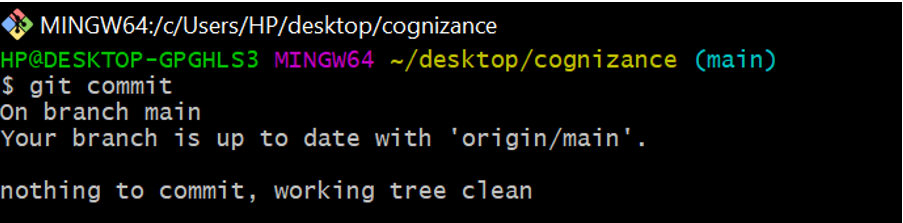 MINGW64:/c/Users/HP/desktop/cognizance
HP@DESKTOP-GPGHLS3 MINGW64 ~/desktop/cognizance (main)
$ git commit
On branch main
Your branch is up to date with 'origin/main'.
nothing to commit, working tree clean